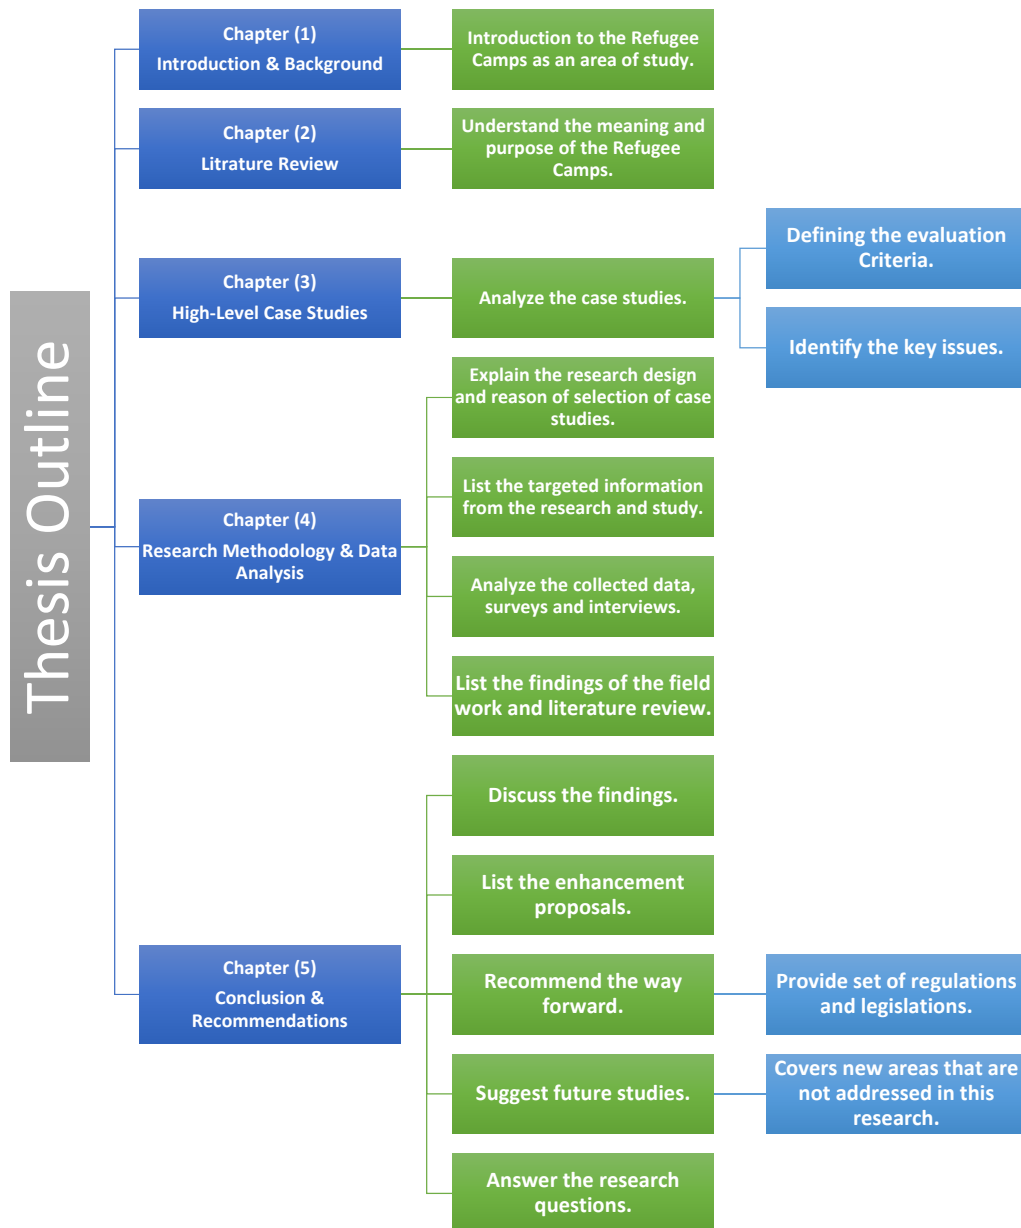 Thesis Outline
Chapter (1)
Introduction & Background
Introduction to the Refugee
Camps as an area of study.
Chapter (2)
Litrature Review
Understand the meaning and
purpose of the Refugee
Camps.
Chapter (3)
High-Level Case Studies
Analyze the case studies.
Defining the evaluation
Criteria.
Identify the key issues.
Chapter (4)
Research Methodology & Data
Analysis
Explain the research design
and reason of selection of case
studies.
List the targeted information
from the research and study.
Analyze the collected data,
surveys and interviews.
List the findings of the field
work and literature review.
Chapter (5)
Conclusion &
Recommendations
Discuss the findings.
List the enhancement
proposals.
Recommend the way
forward.
Provide set of regulations
and legislations.
Suggest future studies.
Covers new areas that are
not addressed in this
research.
Answer the research
questions.